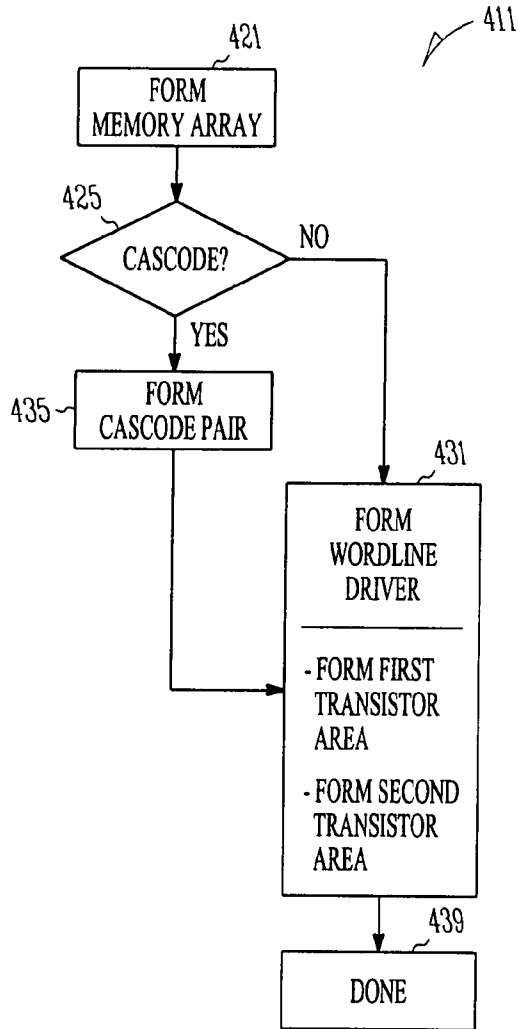 411
421
FORM
MEMORY ARRAY
425
CASCODE?
NO
YES
435
FORM
CASCODE PAIR
431
FORM
WORDLINE
DRIVER
- FORM FIRST
TRANSISTOR
AREA
- FORM SECOND
TRANSISTOR
AREA
439
DONE